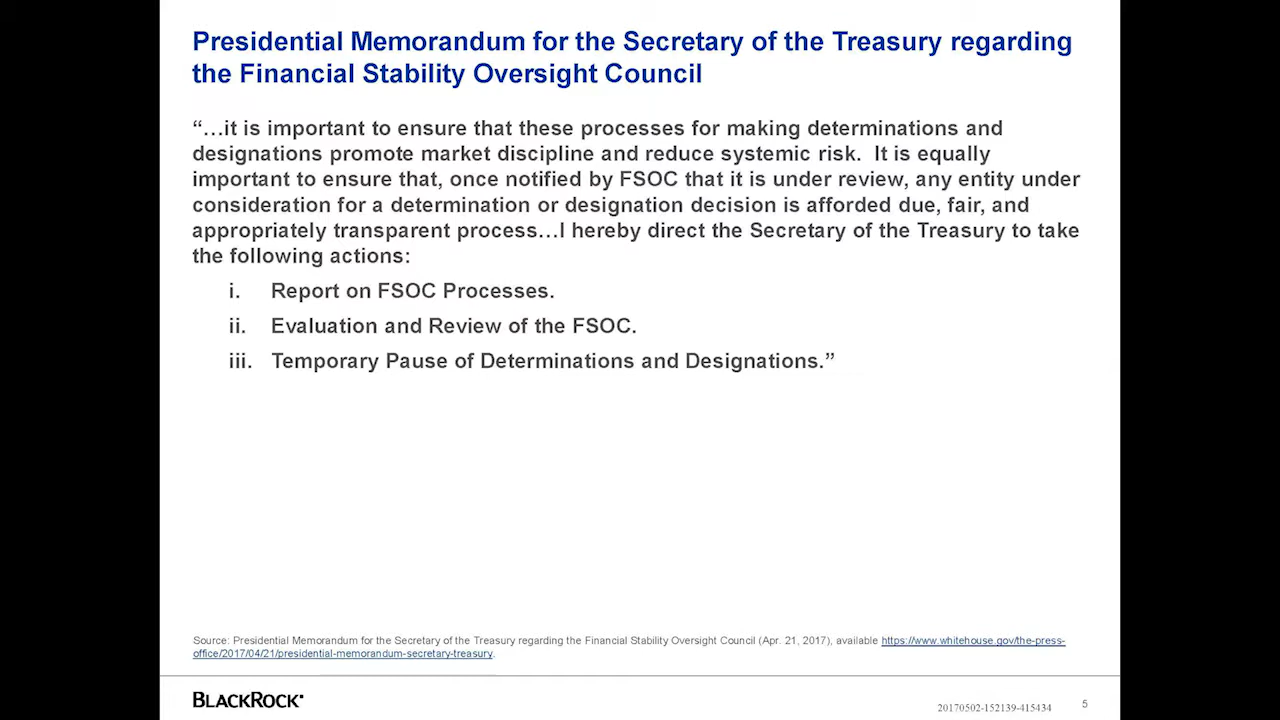 Presidential Memorandum for the Secretary of the Treasury regarding
the Financial Stability Oversight Council
“…it is important to ensure that these processes for making determinations and
designations promote market discipline and reduce systemic risk.  It is equally
important to ensure that, once notified by FSOC that it is under review, any entity under
consideration for a determination or designation decision is afforded due, fair, and
appropriately transparent process…I hereby direct the Secretary of the Treasury to take
the following actions:
i. Report on FSOC Processes.
ii. Evaluation and Review of the FSOC.
iii. Temporary Pause of Determinations and Designations.”
Source: Presidential Memorandum for the Secretary of the Treasury regarding the Financial Stability Oversight Council (Apr. 21, 2017), available https://www.whitehouse.gov/the-press-
office/2017/04/21/presidential-memorandum-secretary-treasury.
BLACKROCK®
20170502-152139-415434
5